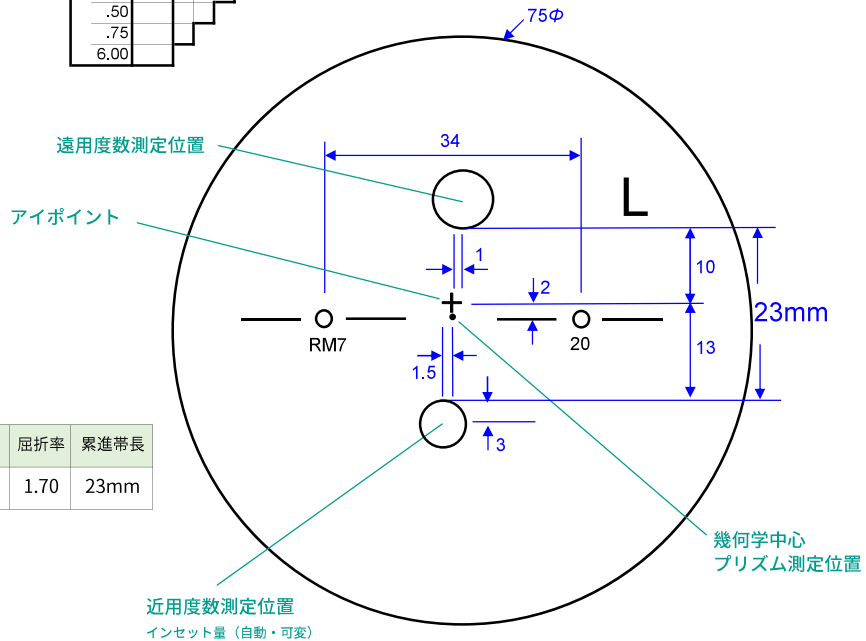 .50
.75
6.00
75Φ
遠用度数測定位置
34
L
アイポイント
1
10
2
23mm
RM7
20
13
1.5
屈折率 累進帯長
3
1.70 23mm
幾何学中心
プリズム測定位置
近用度数測定位置
インセット量（自動・可変）